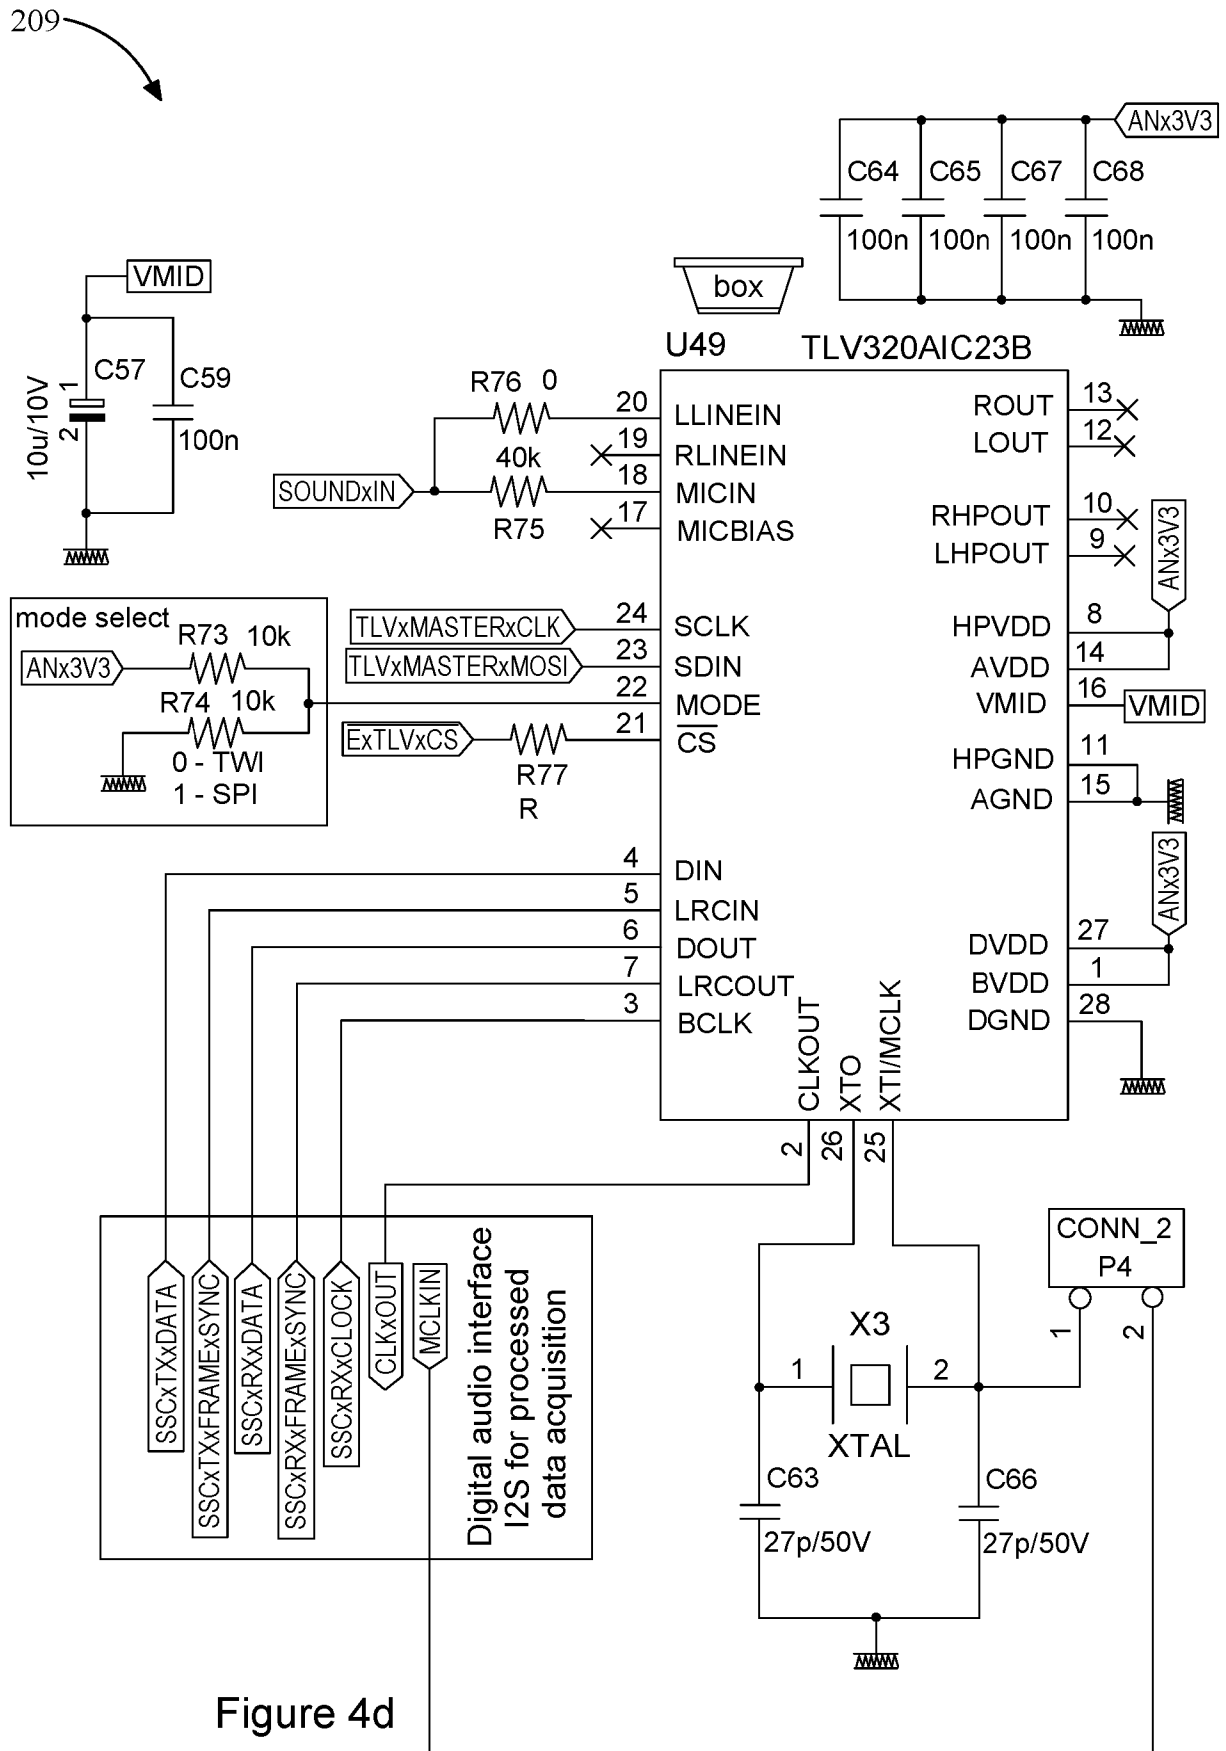 209
ANx3V3
C64 C65 C67 C68
100n 100n 100n 100n
box
VMID
C57
C59
1
2
10u/10V
100n
U49 TLV320AIC23B
R76 0
40k
R75
SOUNDxIN
20 LLINEIN
19 RLINEIN
18 MICIN
17 MICBIAS
ROUT 13
LOUT 12
RHPOUT 10
LHPOUT 9
ANx3V3
mode select
R73 10k
ANx3V3
R74 10k
0 - TWI
1 - SPI
TLVxMASTERxCLK 24 SCLK
TLVxMASTERxMOSI 23 SDIN
22 MODE
ExTLVxCS 21 CS
R77
R
HPVDD 8
AVDD 14
VMID 16 VMID
HPGND 11
AGND 15
ANx3V3
4 DIN
5 LRCIN
6 DOUT
7 LRCOUT
3 BCLK
DVDD 27
BVDD 1
DGND 28
CLKOUT
XTO
XTI/MCLK
2
26
25
SSCxTXxDATA
SSCxTXxFRAMExSYNC
SSCxRXxDATA
SSCxRXxFRAMExSYNC
SSCxRXxCLOCK
CLKxOUT
MCLKIN
Digital audio interface
I2S for processed
data acquisition
CONN_2
P4
1
2
X3
1 2
XTAL
C63
27p/50V
C66
27p/50V
Figure 4d